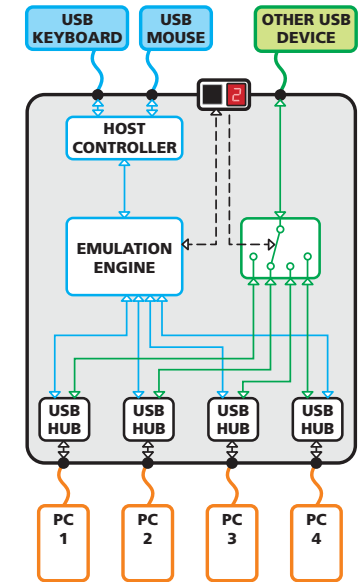 USB
KEYBOARD
USB
MOUSE
OTHER USB
DEVICE
2
HOST
CONTROLLER
EMULATION
ENGINE
USB
HUB
USB
HUB
USB
HUB
USB
HUB
PC
1
PC
2
PC
3
PC
4